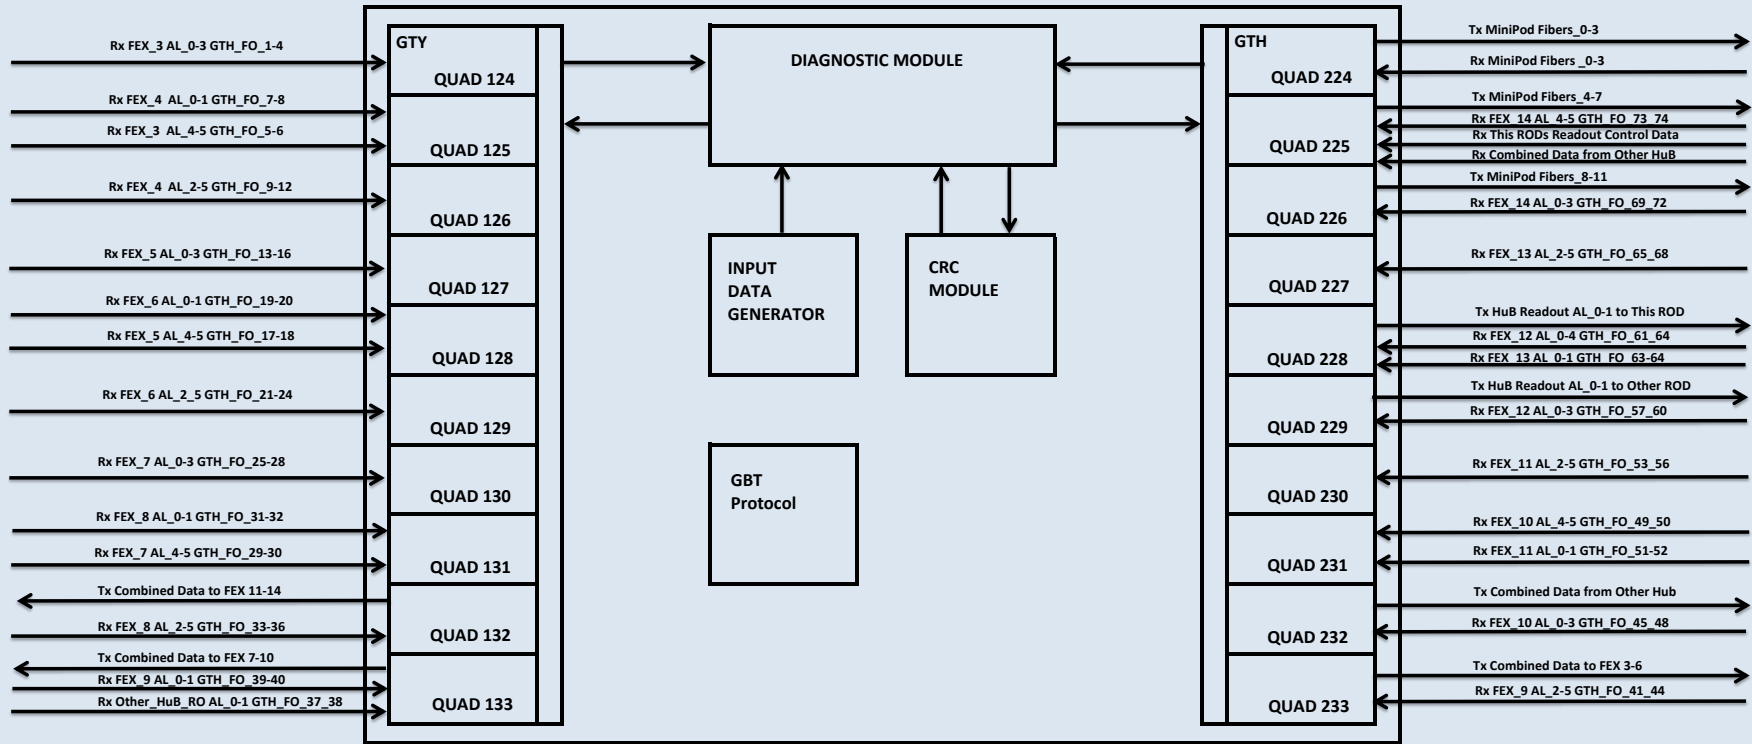 Rx FEX_3 AL_0-3 GTH_FO_1-4
Rx FEX_4 AL_0-1 GTH_FO_7-8
Rx FEX_3 AL_4-5 GTH_FO_5-6
Rx FEX_4 AL_2-5 GTH_FO_9-12
Rx FEX_5 AL_0-3 GTH_FO_13-16
Rx FEX_6 AL_0-1 GTH_FO_19-20
Rx FEX_5 AL_4-5 GTH_FO_17-18
Rx FEX_6 AL_2_5 GTH_FO_21-24
Rx FEX_7 AL_0-3 GTH_FO_25-28
Rx FEX_8 AL_0-1 GTH_FO_31-32
Rx FEX_7 AL_4-5 GTH_FO_29-30
Tx Combined Data to FEX 11-14
Rx FEX_8 AL_2-5 GTH_FO_33-36
Tx Combined Data to FEX 7-10
Rx FEX_9 AL_0-1 GTH_FO_39-40
Rx Other_HuB_RO AL_0-1 GTH_FO_37_38
GTY
QUAD 124
QUAD 125
QUAD 126
QUAD 127
QUAD 128
QUAD 129
QUAD 130
QUAD 131
QUAD 132
QUAD 133
DIAGNOSTIC MODULE
INPUT
DATA
GENERATOR
CRC
MODULE
GBT
Protocol
GTH
QUAD 224
QUAD 225
QUAD 226
QUAD 227
QUAD 228
QUAD 229
QUAD 230
QUAD 231
QUAD 232
QUAD 233
Tx MiniPod Fibers_0-3
Rx MiniPod Fibers _0-3
Tx MiniPod Fibers_4-7
Rx FEX_14 AL_4-5 GTH_FO_73_74
Rx This RODs Readout Control Data
Rx Combined Data from Other HuB
Tx MiniPod Fibers_8-11
Rx FEX_14 AL_0-3 GTH_FO_69_72
Rx FEX_13 AL_2-5 GTH_FO_65_68
Tx HuB Readout AL_0-1 to This ROD
Rx FEX_12 AL_0-4 GTH_FO_61_64
Rx FEX_13 AL_0-1 GTH_FO_63-64
Tx HuB Readout AL_0-1 to Other ROD
Rx FEX_12 AL_0-3 GTH_FO_57_60
Rx FEX_11 AL_2-5 GTH_FO_53_56
Rx FEX_10 AL_4-5 GTH_FO_49_50
Rx FEX_11 AL_0-1 GTH_FO_51-52
Tx Combined Data from Other Hub
Rx FEX_10 AL_0-3 GTH_FO_45_48
Tx Combined Data to FEX 3-6
Rx FEX_9 AL_2-5 GTH_FO_41_44